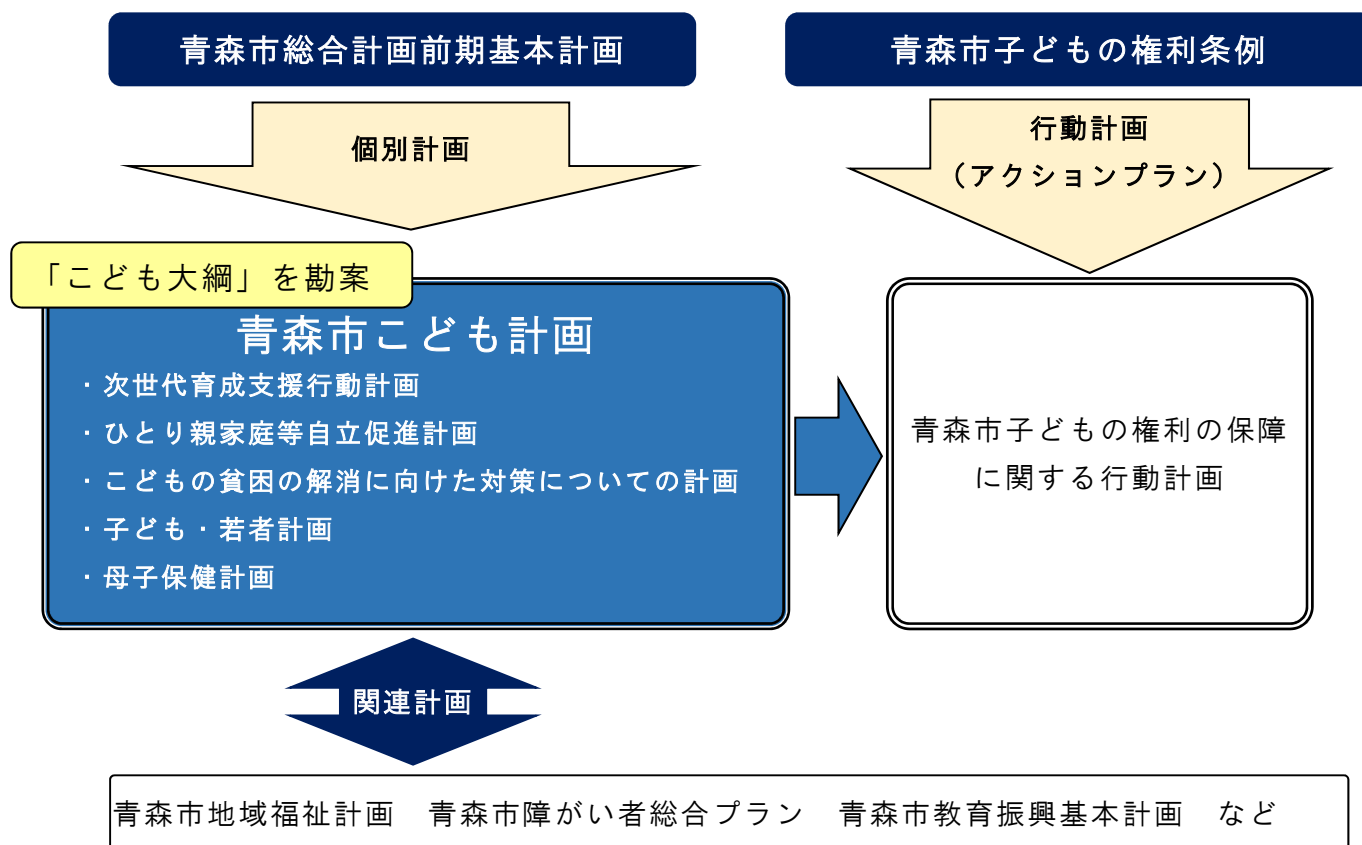 青森市総合計画前期基本計画
青森市子どもの権利条例
個別計画
行動計画
（アクションプラン）
「こども大綱」を勘案
青森市こども計画
・次世代育成支援行動計画
・ひとり親家庭等自立促進計画
・こどもの貧困の解消に向けた対策についての計画
・子ども・若者計画
・母子保健計画
青森市子どもの権利の保障
に関する行動計画
関連計画
青森市地域福祉計画　青森市障がい者総合プラン　青森市教育振興基本計画　など